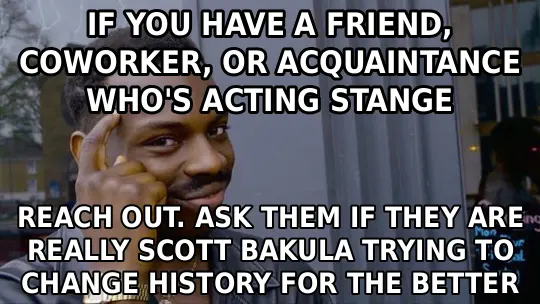 IF YOU HAVE A FRIEND,
COWORKER, OR ACQUAINTANCE
WHO'S ACTING STANGE
REACH OUT. ASK THEM IF THEY ARE
REALLY SCOTT BAKULA TRYING TO
CHANGE HISTORY FOR THE BETTER